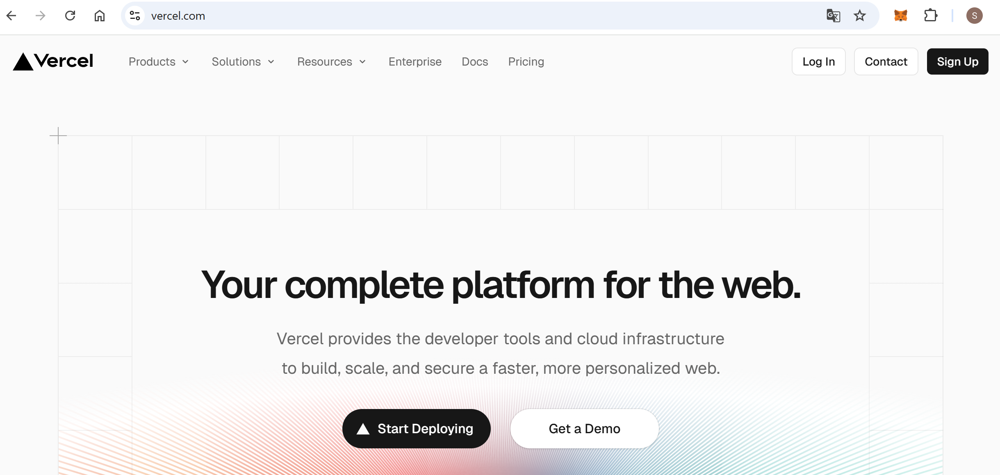 vercel.com
S
Vercel
Products
Solutions
Resources
Enterprise
Docs
Pricing
Log In
Contact
Sign Up
Your complete platform for the web.
Vercel provides the developer tools and cloud infrastructure
to build, scale, and secure a faster, more personalized web.
Start Deploying
Get a Demo